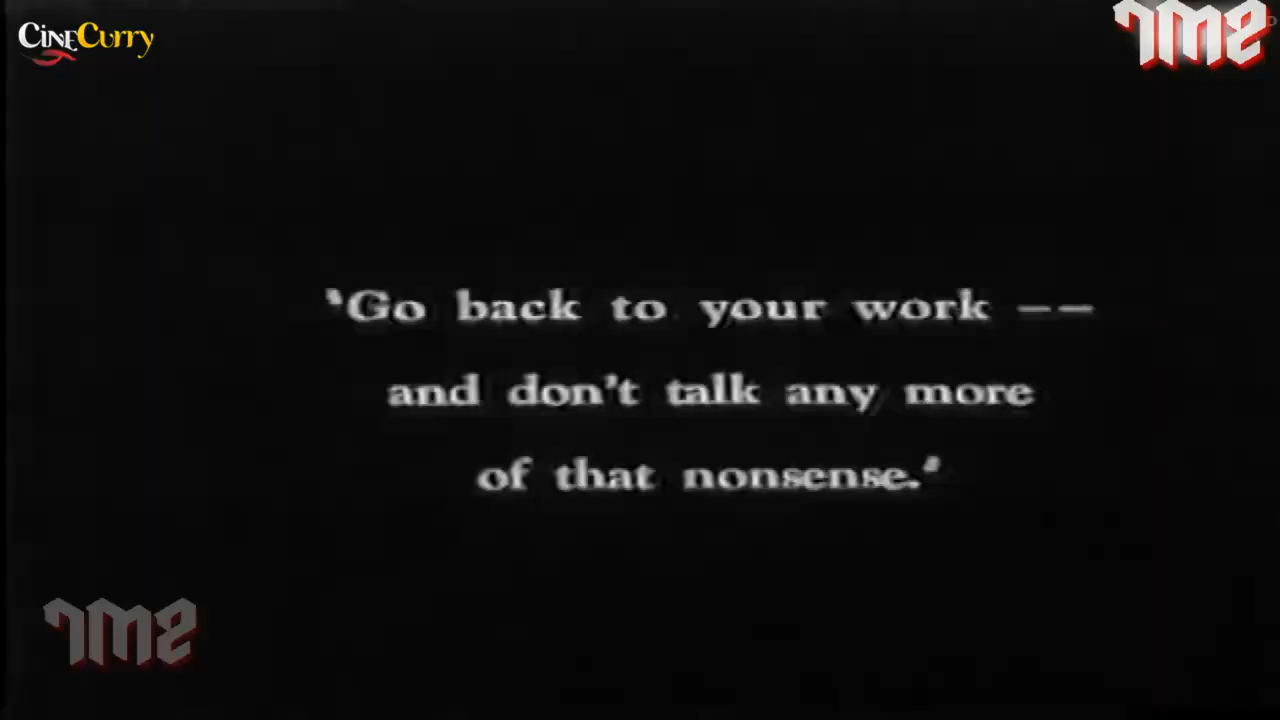 CINECURRY
'Go back to your work --
and don't talk any more
of that nonsense.'